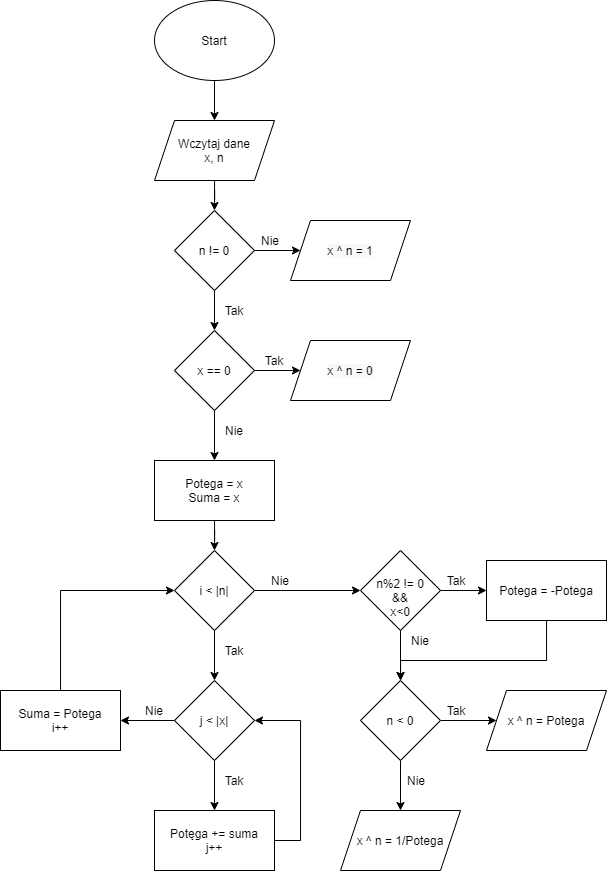 Start
Wczytaj dane
x, n
n != 0
Nie
x ^ n = 1
Tak
x == 0
Tak
x ^ n = 0
Nie
Potega = x
Suma = x
i < |n|
Nie
n%2 != 0
&&
x<0
Tak
Potega = -Potega
Tak
Nie
Suma = Potega
i++
Nie
j < |x|
n < 0
Tak
x ^ n = Potega
Tak
Nie
Potęga += suma
j++
x ^ n = 1/Potega